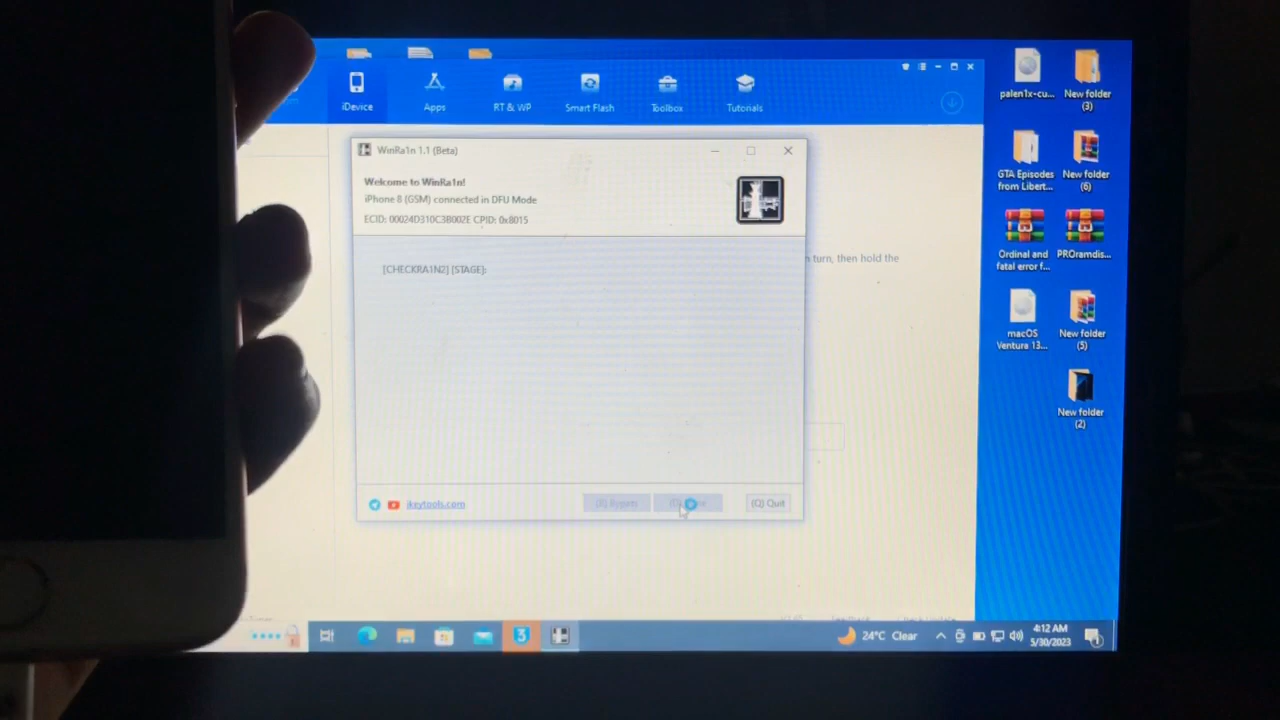 iDevice
Apps
RT & WP
Smart Flash
Toolbox
Tutorials
WinRa1n 1.1 (Beta)
Welcome to WinRa1n!
iPhone 8 (GSM) connected in DFU Mode
ECID: 00024D310C3B002E CPID: 0x8015
[CHECKRA1N2] [STAGE]:
n turn, then hold the
ikeytools.com
(Q) Quit
palen1x-cu...
New folder
(3)
GTA Episodes
from Libert...
New folder
(6)
Ordinal and
fatal error f...
PROramdis...
macOS
Ventura 13...
New folder
(5)
New folder
(2)
3
24°C Clear
4:12 AM
5/30/2023